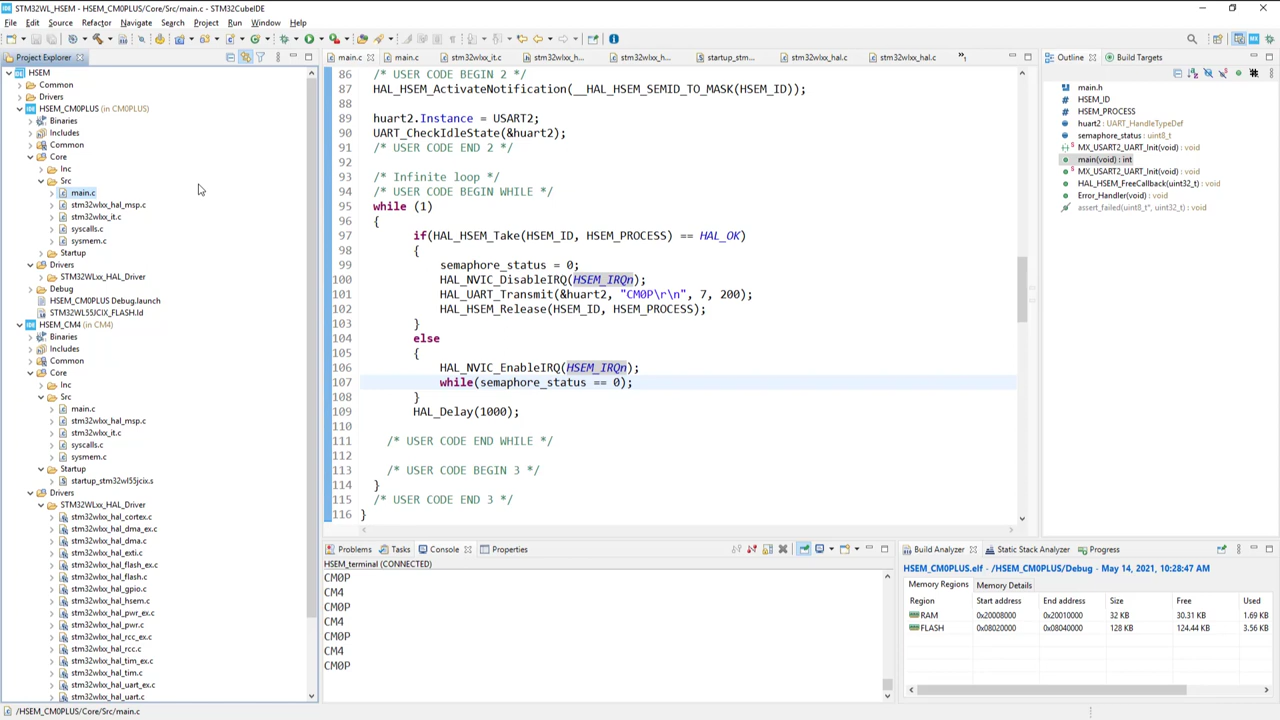 STM32WL_HSEM - HSEM_CM0PLUS/Core/Src/main.c - STM32CubeIDE
File Edit Source Refactor Navigate Search Project Run Window Help
Project Explorer
HSEM
Common
Drivers
HSEM_CM0PLUS (in CM0PLUS)
Binaries
Includes
Common
Core
Inc
Src
main.c
stm32wlxx_hal_msp.c
stm32wlxx_it.c
syscalls.c
sysmem.c
Startup
Drivers
STM32WLxx_HAL_Driver
Debug
HSEM_CM0PLUS Debug.launch
STM32WL55JCIX_FLASH.ld
HSEM_CM4 (in CM4)
Binaries
Includes
Common
Core
Inc
Src
main.c
stm32wlxx_hal_msp.c
stm32wlxx_it.c
syscalls.c
sysmem.c
Startup
startup_stm32wl55jcix.s
Drivers
STM32WLxx_HAL_Driver
stm32wlxx_hal_cortex.c
stm32wlxx_hal_dma_ex.c
stm32wlxx_hal_dma.c
stm32wlxx_hal_exti.c
stm32wlxx_hal_flash_ex.c
stm32wlxx_hal_flash.c
stm32wlxx_hal_gpio.c
stm32wlxx_hal_hsem.c
stm32wlxx_hal_pwr_ex.c
stm32wlxx_hal_pwr.c
stm32wlxx_hal_rcc_ex.c
stm32wlxx_hal_rcc.c
stm32wlxx_hal_tim_ex.c
stm32wlxx_hal_tim.c
stm32wlxx_hal_uart_ex.c
stm32wlxx_hal_uart.c
main.c main.c stm32wlxx_it.c stm32wlxx_h... stm32wlxx_h... startup_stm... stm32wlxx_hal.c stm32wlxx_hal.c
86 /* USER CODE BEGIN 2 */
87 HAL_HSEM_ActivateNotification(__HAL_HSEM_SEMID_TO_MASK(HSEM_ID));
88
89 huart2.Instance = USART2;
90 UART_CheckIdleState(&huart2);
91 /* USER CODE END 2 */
92
93 /* Infinite loop */
94 /* USER CODE BEGIN WHILE */
95 while (1)
96 {
97 if(HAL_HSEM_Take(HSEM_ID, HSEM_PROCESS) == HAL_OK)
98 {
99 semaphore_status = 0;
100 HAL_NVIC_DisableIRQ(HSEM_IRQn);
101 HAL_UART_Transmit(&huart2, "CM0P\r\n", 7, 200);
102 HAL_HSEM_Release(HSEM_ID, HSEM_PROCESS);
103 }
104 else
105 {
106 HAL_NVIC_EnableIRQ(HSEM_IRQn);
107 while(semaphore_status == 0);
108 }
109 HAL_Delay(1000);
110
111 /* USER CODE END WHILE */
112
113 /* USER CODE BEGIN 3 */
114 }
115 /* USER CODE END 3 */
116 }
Outline Build Targets
main.h
HSEM_ID
HSEM_PROCESS
huart2 : UART_HandleTypeDef
semaphore_status : uint8_t
MX_USART2_UART_Init(void) : void
main(void) : int
MX_USART2_UART_Init(void) : void
HAL_HSEM_FreeCallback(uint32_t) : void
Error_Handler(void) : void
assert_failed(uint8_t*, uint32_t) : void
Problems Tasks Console Properties
HSEM_terminal (CONNECTED)
CM0P
CM4
CM0P
CM4
CM0P
CM4
CM0P
Build Analyzer Static Stack Analyzer Progress
HSEM_CM0PLUS.elf - /HSEM_CM0PLUS/Debug - May 14, 2021, 10:28:47 AM
Memory Regions Memory Details
Region Start address End address Size Free Used
RAM 0x20008000 0x20010000 32 KB 30.31 KB 1.69 KB
FLASH 0x08020000 0x08040000 128 KB 124.44 KB 3.56 KB
/HSEM_CM0PLUS/Core/Src/main.c